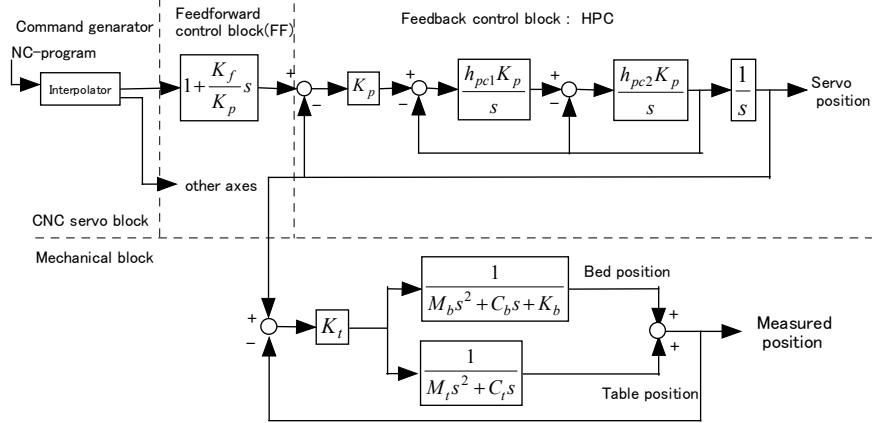 Command genarator
Feedforward
control block(FF)
Feedback control block : HPC
NC-program
Interpolator
1+ K_f / K_p s
+
−
K_p
+
−
h_pc1 K_p / s
+
−
h_pc2 K_p / s
1 / s
Servo
position
other axes
CNC servo block
Mechanical block
+
−
K_t
1 / M_b s² + C_b s + K_b
Bed position
+
+
Measured
position
1 / M_t s² + C_t s
Table position